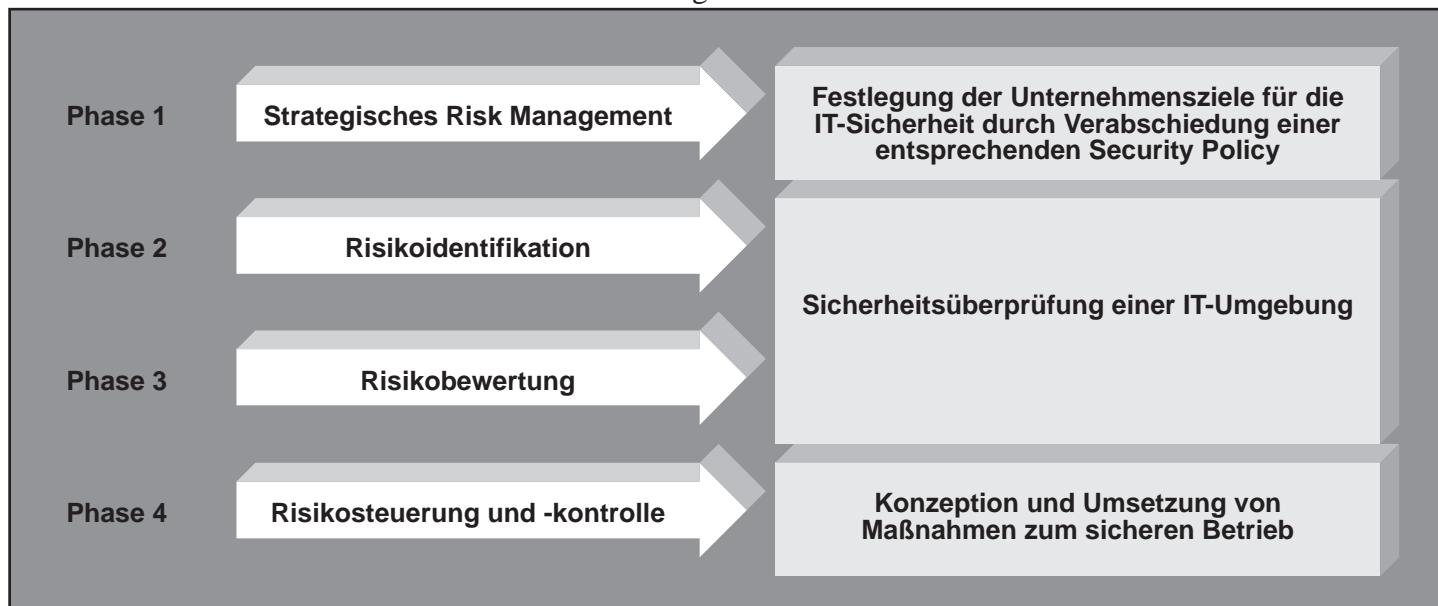 Phase 1
Strategisches Risk Management
Festlegung der Unternehmensziele für die
IT-Sicherheit durch Verabschiedung einer
entsprechenden Security Policy
Phase 2
Risikoidentifikation
Sicherheitsüberprüfung einer IT-Umgebung
Phase 3
Risikobewertung
Phase 4
Risikosteuerung und -kontrolle
Konzeption und Umsetzung von
Maßnahmen zum sicheren Betrieb